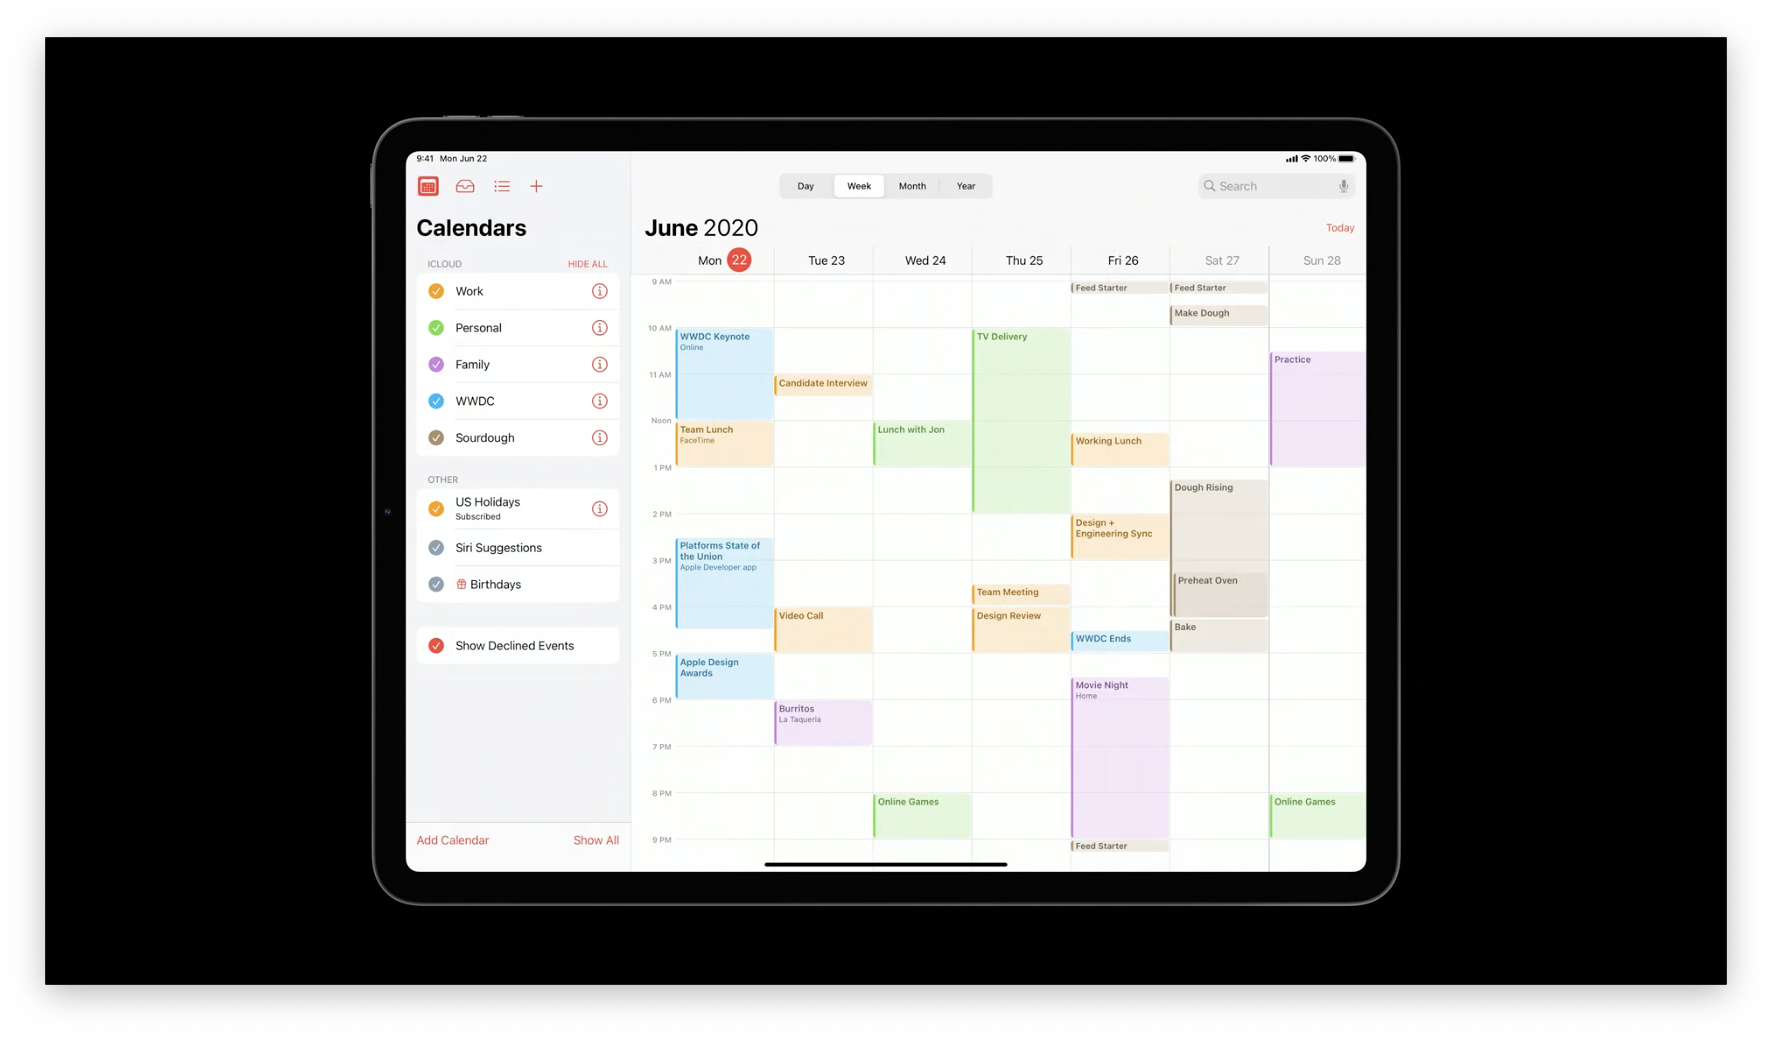 9:41 Mon Jun 22
100%
Day Week Month Year
Search
Calendars
June 2020
Today
ICLOUD HIDE ALL
Work
Personal
Family
WWDC
Sourdough
OTHER
US Holidays
Subscribed
Siri Suggestions
Birthdays
Show Declined Events
Add Calendar Show All
Mon 22 Tue 23 Wed 24 Thu 25 Fri 26 Sat 27 Sun 28
9 AM
10 AM
11 AM
Noon
1 PM
2 PM
3 PM
4 PM
5 PM
6 PM
7 PM
8 PM
9 PM
WWDC Keynote
Online
Team Lunch
FaceTime
Platforms State of
the Union
Apple Developer app
Apple Design
Awards
Candidate Interview
Video Call
Burritos
La Taqueria
Lunch with Jon
Online Games
TV Delivery
Team Meeting
Design Review
Feed Starter
Working Lunch
Design +
Engineering Sync
WWDC Ends
Movie Night
Home
Feed Starter
Feed Starter
Make Dough
Dough Rising
Preheat Oven
Bake
Practice
Online Games